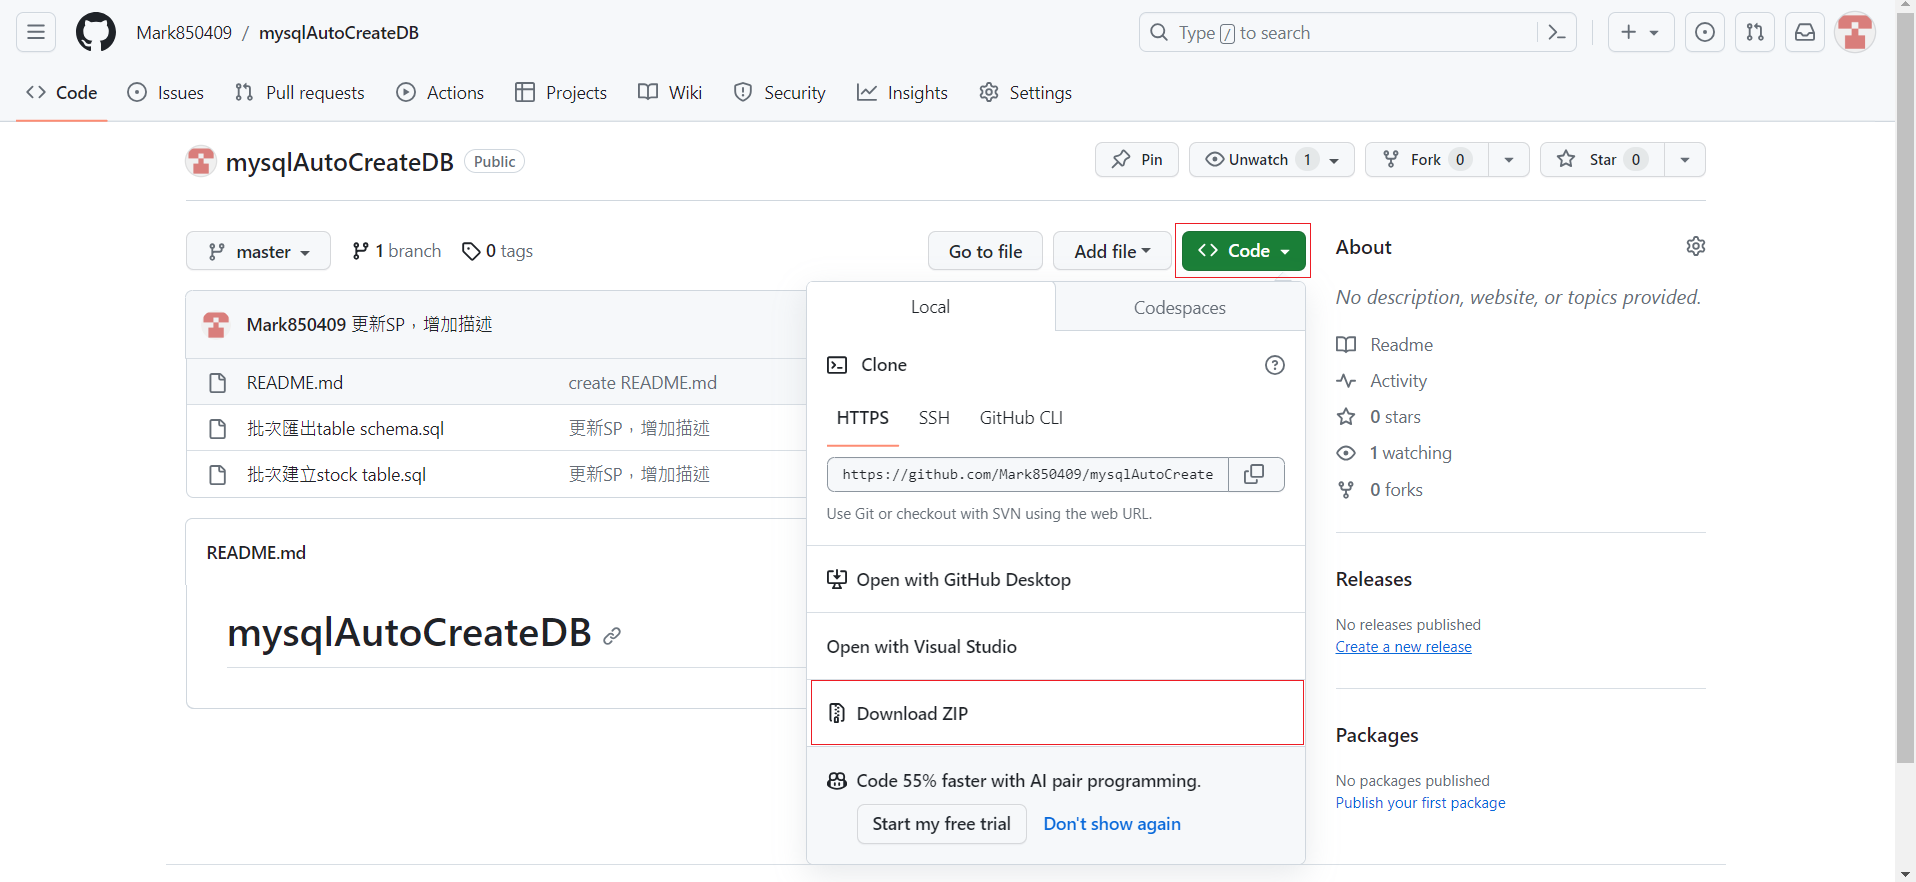 Mark850409 / mysqlAutoCreateDB
Type / to search
Code Issues Pull requests Actions Projects Wiki Security Insights Settings
mysqlAutoCreateDB Public
Pin Unwatch 1 Fork 0 Star 0
master 1 branch 0 tags
Go to file Add file Code
Mark850409 更新SP，增加描述
README.md create README.md
批次匯出table schema.sql 更新SP，增加描述
批次建立stock table.sql 更新SP，增加描述
README.md
mysqlAutoCreateDB
Local Codespaces
Clone
HTTPS SSH GitHub CLI
https://github.com/Mark850409/mysqlAutoCreate
Use Git or checkout with SVN using the web URL.
Open with GitHub Desktop
Open with Visual Studio
Download ZIP
Code 55% faster with AI pair programming.
Start my free trial Don't show again
About
No description, website, or topics provided.
Readme
Activity
0 stars
1 watching
0 forks
Releases
No releases published
Create a new release
Packages
No packages published
Publish your first package